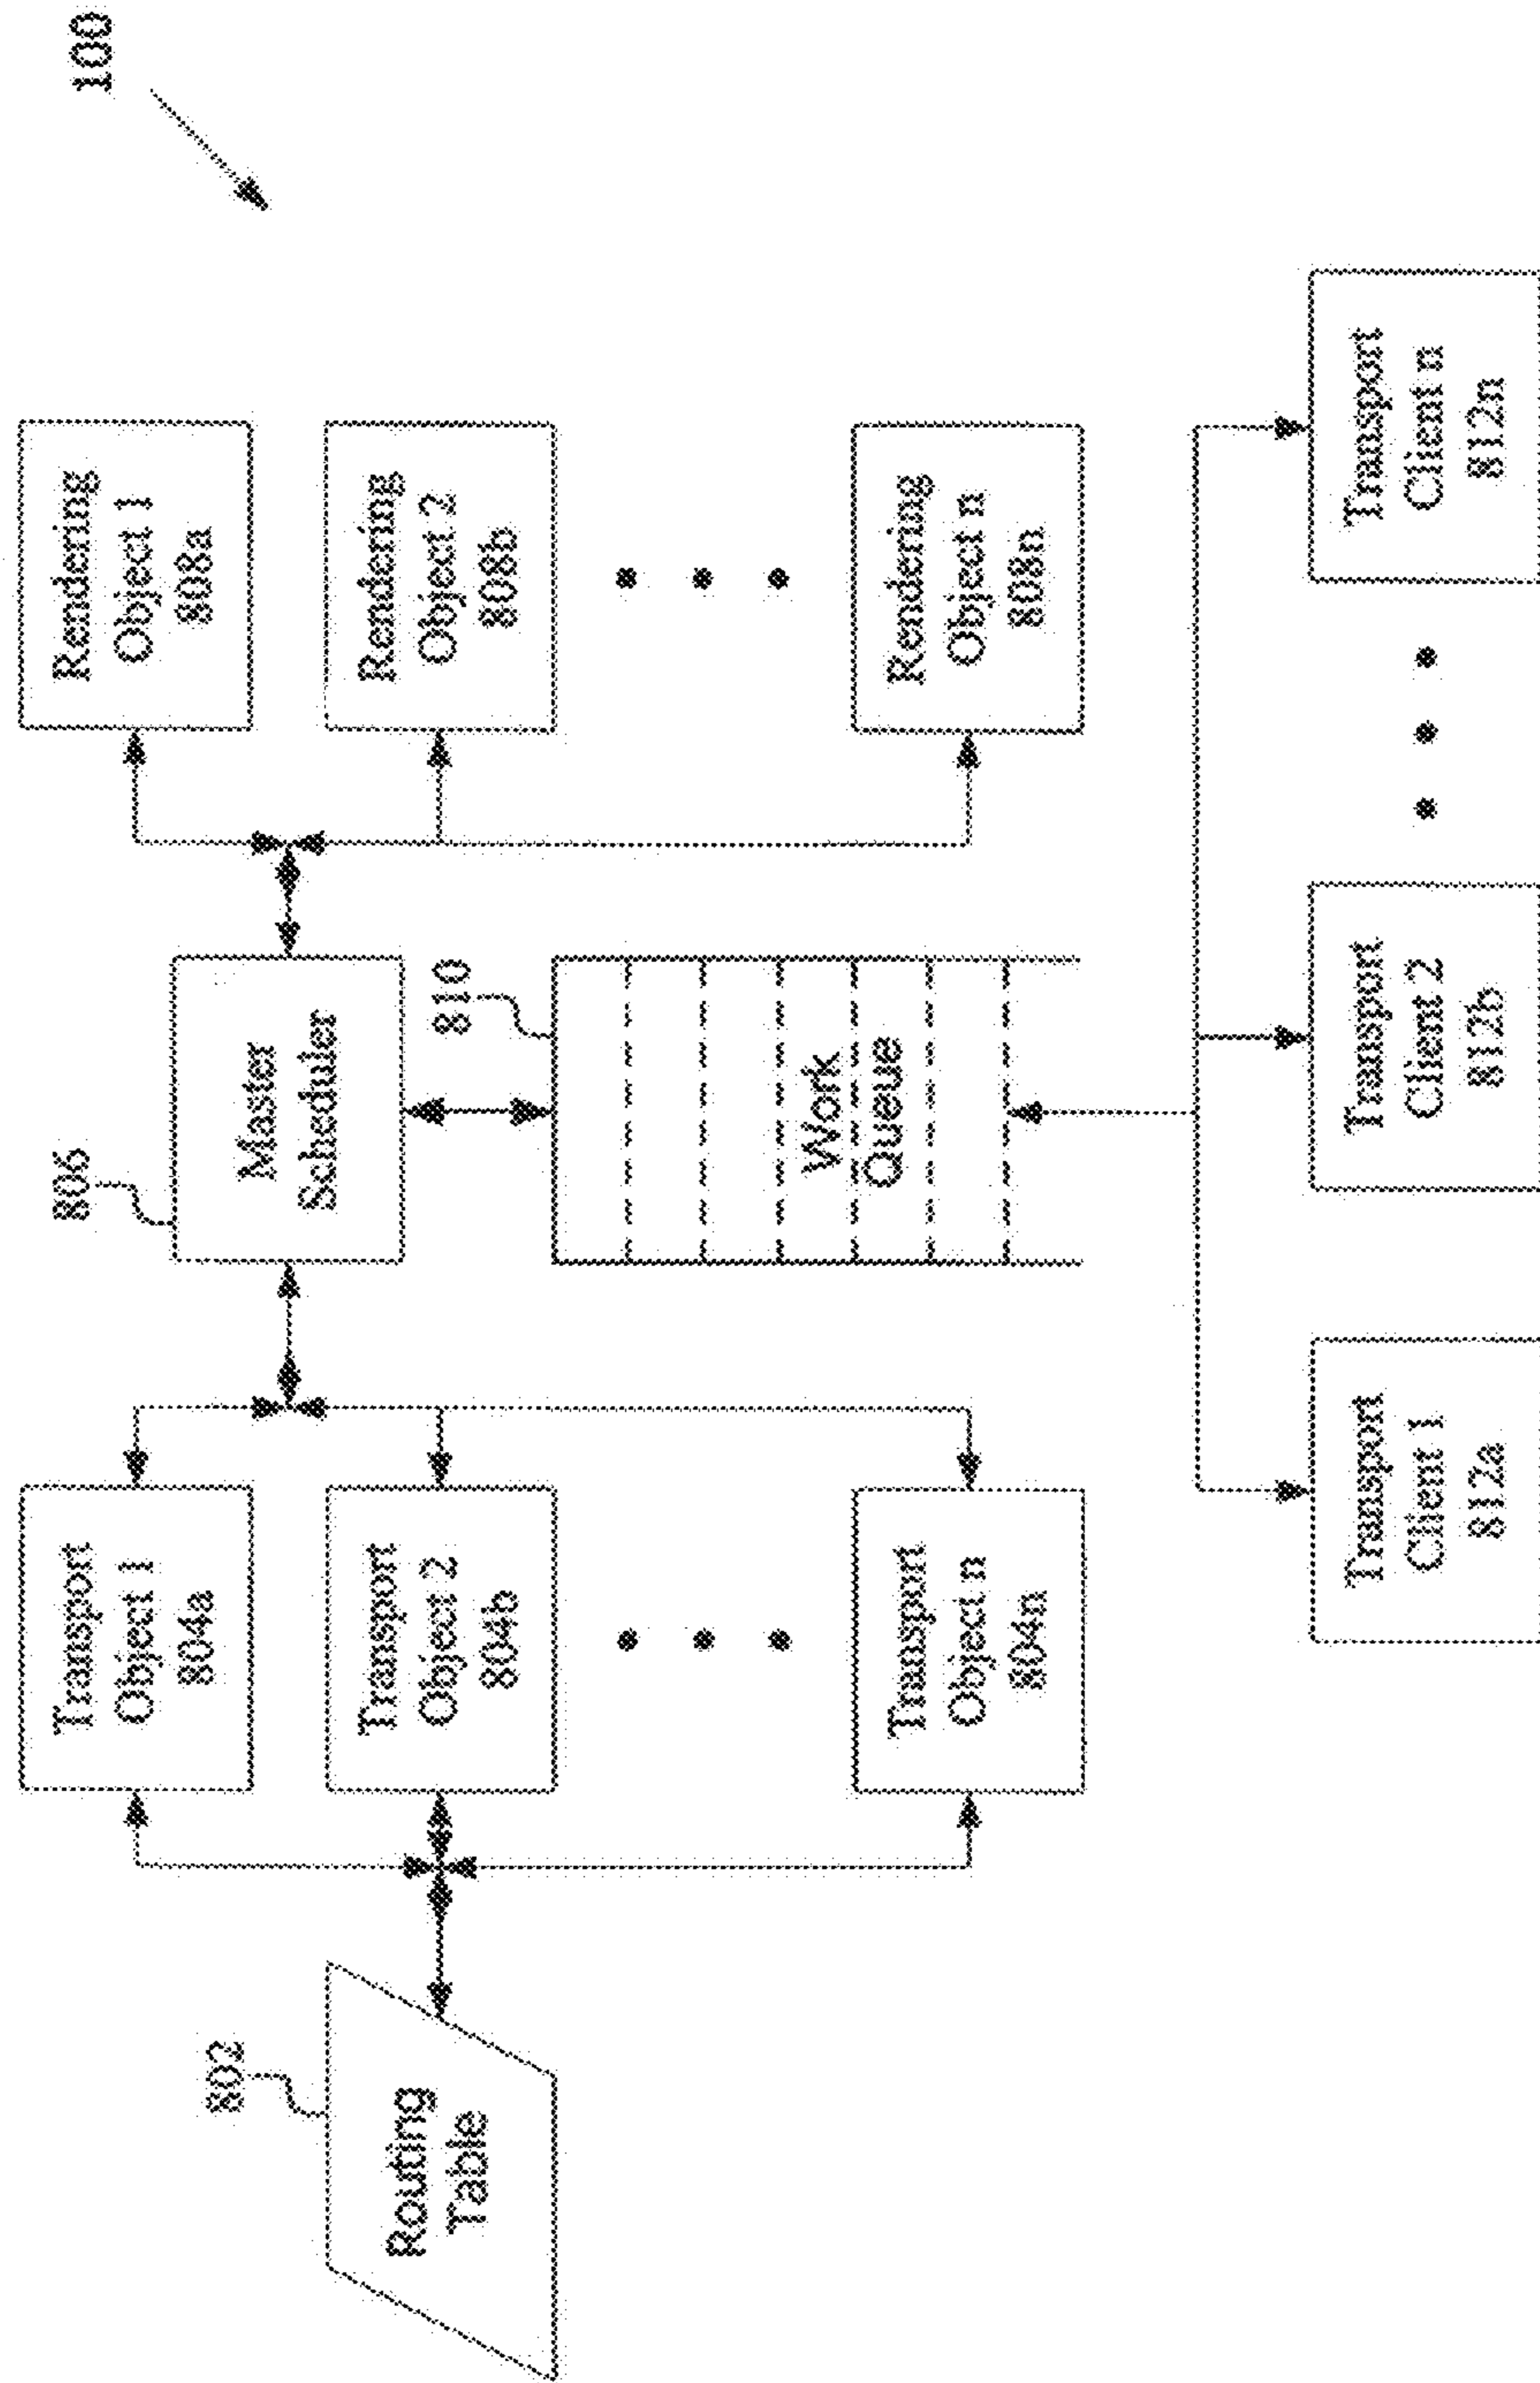 100
806
Transport
Object 1
804a
Master
Scheduler
Rendering
Object 1
808a
802
Routing
Table
Transport
Object 2
804b
810
Rendering
Object 2
808b
Work
Queue
Transport
Object n
804n
Rendering
Object n
808n
Transport
Client 1
812a
Transport
Client 2
812b
Transport
Client n
812n